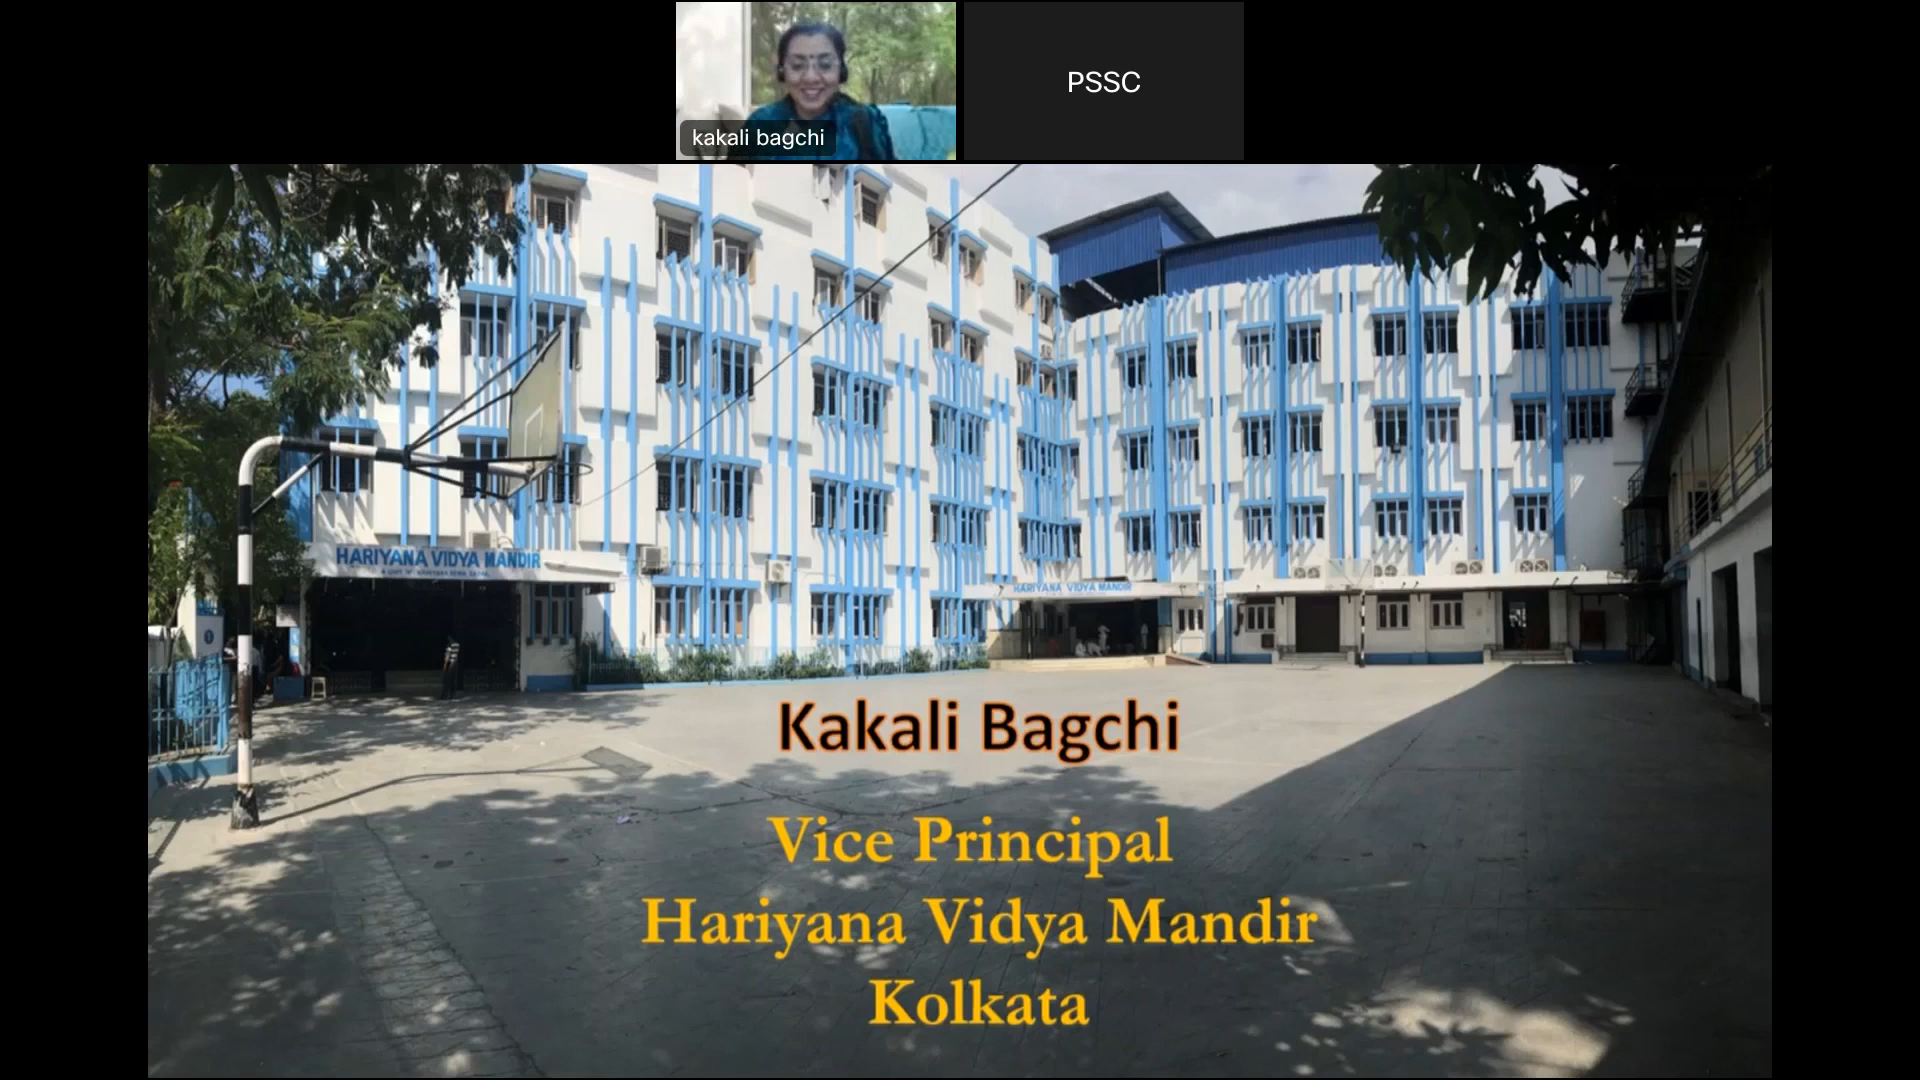 kakali bagchi
PSSC
HARIYANA VIDYA MANDIR
HARIYANA VIDYA MANDIR
Kakali Bagchi
Vice Principal
Hariyana Vidya Mandir
Kolkata